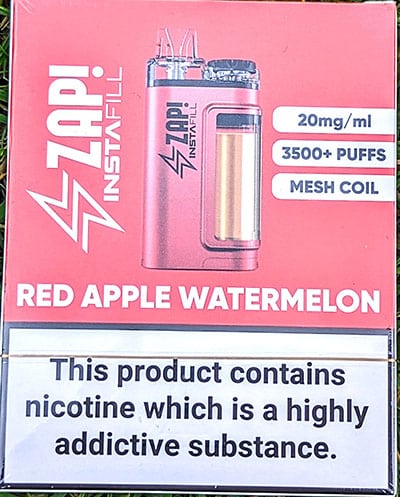 ZAP!
INSTAFILL
ZAP!
INSTAFILL
20mg/ml
3500+ PUFFS
MESH COIL
RED APPLE WATERMELON
This product contains
nicotine which is a highly
addictive substance.